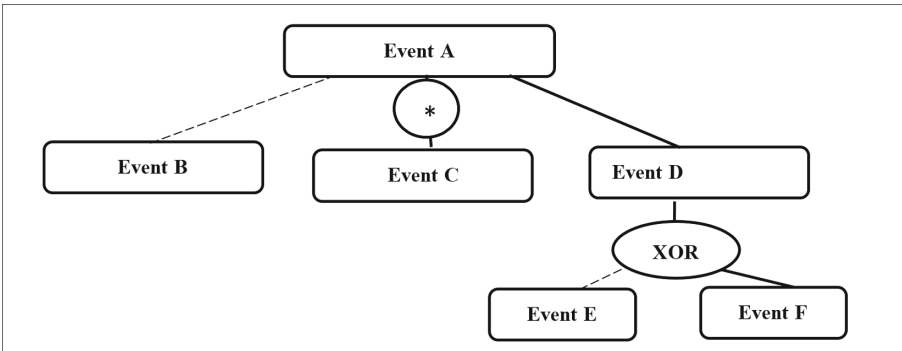 Event A
*
Event B
Event C
Event D
XOR
Event E
Event F